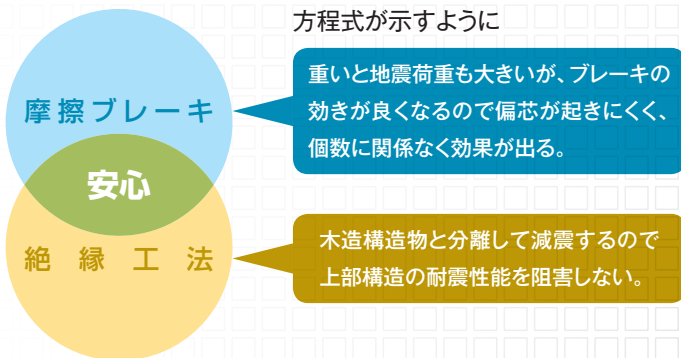 方程式が示すように
摩擦ブレーキ
重いと地震荷重も大きいが、ブレーキの
効きが良くなるので偏芯が起きにくく、
個数に関係なく効果が出る。
安心
絶縁工法
木造構造物と分離して減震するので
上部構造の耐震性能を阻害しない。